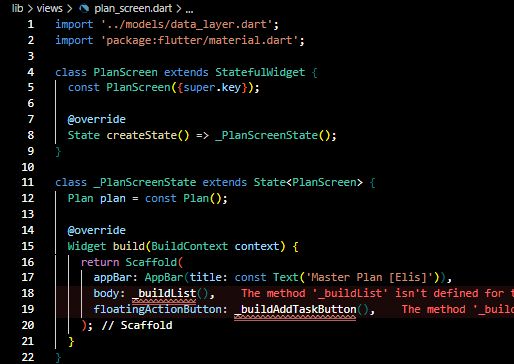 lib > views > plan_screen.dart > ...
1 import '../models/data_layer.dart';
2 import 'package:flutter/material.dart';
3
4 class PlanScreen extends StatefulWidget {
5 const PlanScreen({super.key});
6
7 @override
8 State createState() => _PlanScreenState();
9 }
10
11 class _PlanScreenState extends State<PlanScreen> {
12 Plan plan = const Plan();
13
14 @override
15 Widget build(BuildContext context) {
16 return Scaffold(
17 appBar: AppBar(title: const Text('Master Plan [Elis]')),
18 body: _buildList(), The method '_buildList' isn't defined for t
19 floatingActionButton: _buildAddTaskButton(), The method '_b
20 ); // Scaffold
21 }
22 }